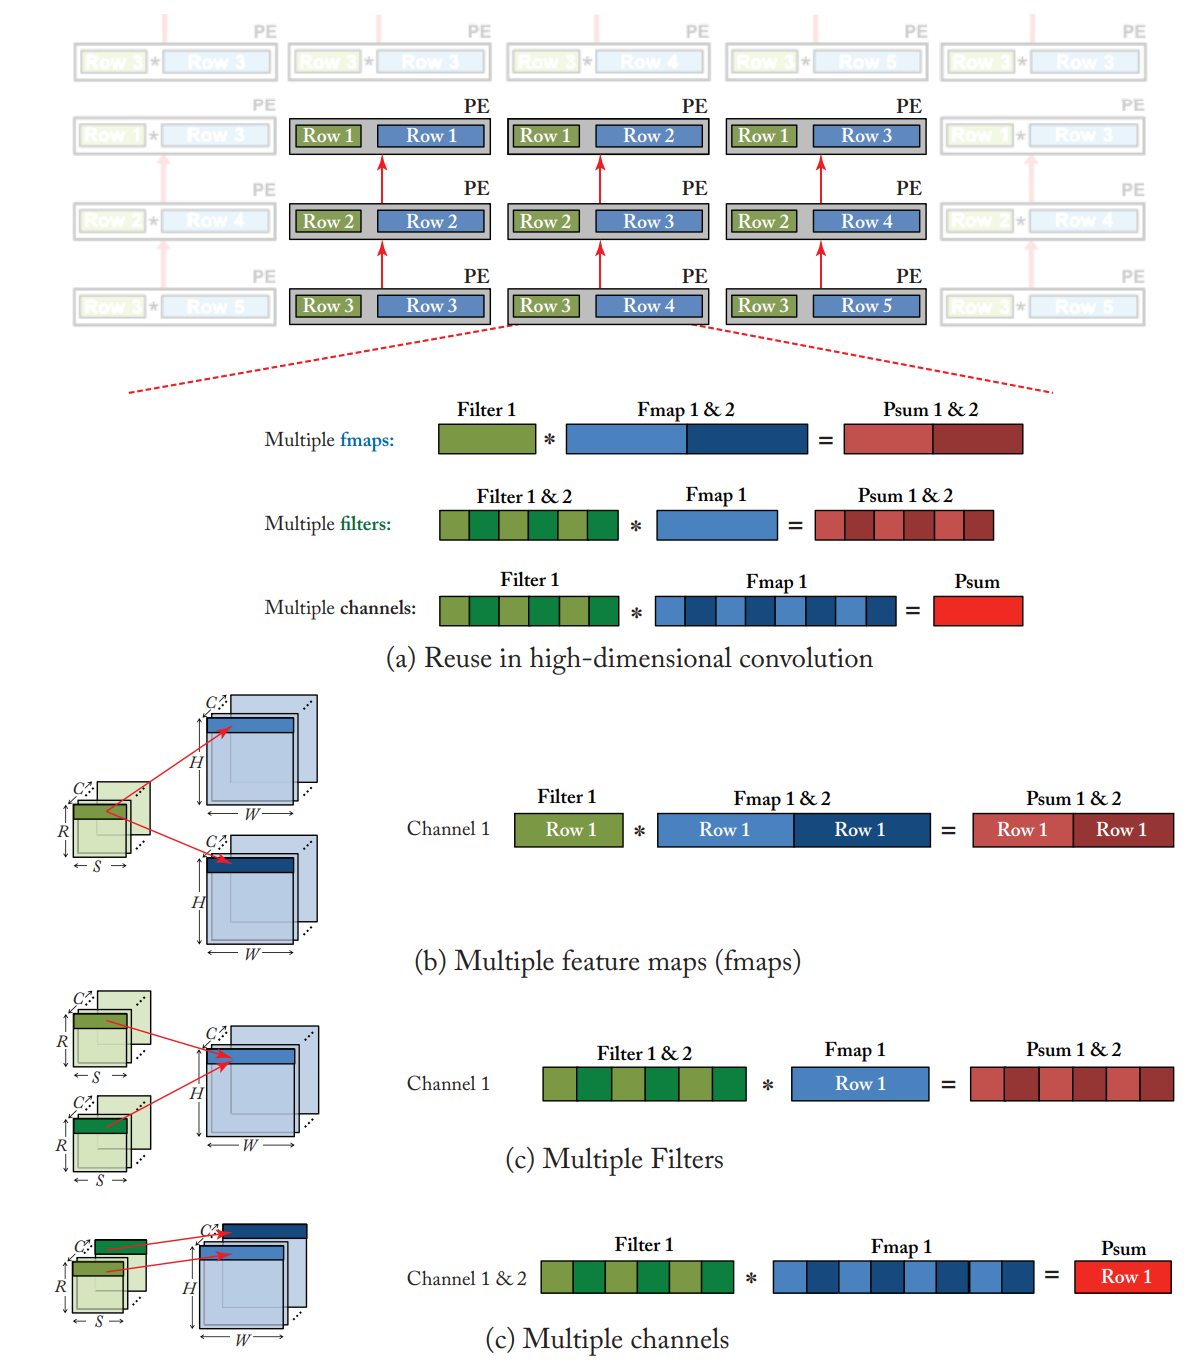 PE PE PE PE PE
Row 3 * Row 3 Row 3 * Row 3 Row 3 * Row 4 Row 3 * Row 5 Row 3 * Row 3
PE PE PE PE PE
Row 1 * Row 3 Row 1 Row 1 Row 1 Row 2 Row 1 Row 3 Row 1 * Row 3
PE PE PE PE PE
Row 2 * Row 4 Row 2 Row 2 Row 2 Row 3 Row 2 Row 4 Row 2 * Row 4
PE PE PE PE PE
Row 3 * Row 5 Row 3 Row 3 Row 3 Row 4 Row 3 Row 5 Row 3 * Row 5
Filter 1 Fmap 1 & 2 Psum 1 & 2
Multiple fmaps: * =
Filter 1 & 2 Fmap 1 Psum 1 & 2
Multiple filters: * =
Filter 1 Fmap 1 Psum
Multiple channels: * =
(a) Reuse in high-dimensional convolution
C
H
W
C
R
S
C
H
W
Filter 1 Fmap 1 & 2 Psum 1 & 2
Channel 1 Row 1 * Row 1 Row 1 = Row 1 Row 1
(b) Multiple feature maps (fmaps)
C
R
S
C
H
W
C
R
S
Filter 1 & 2 Fmap 1 Psum 1 & 2
Channel 1 * Row 1 =
(c) Multiple Filters
C
R
S
C
H
W
Filter 1 Fmap 1 Psum
Channel 1 & 2 * = Row 1
(c) Multiple channels